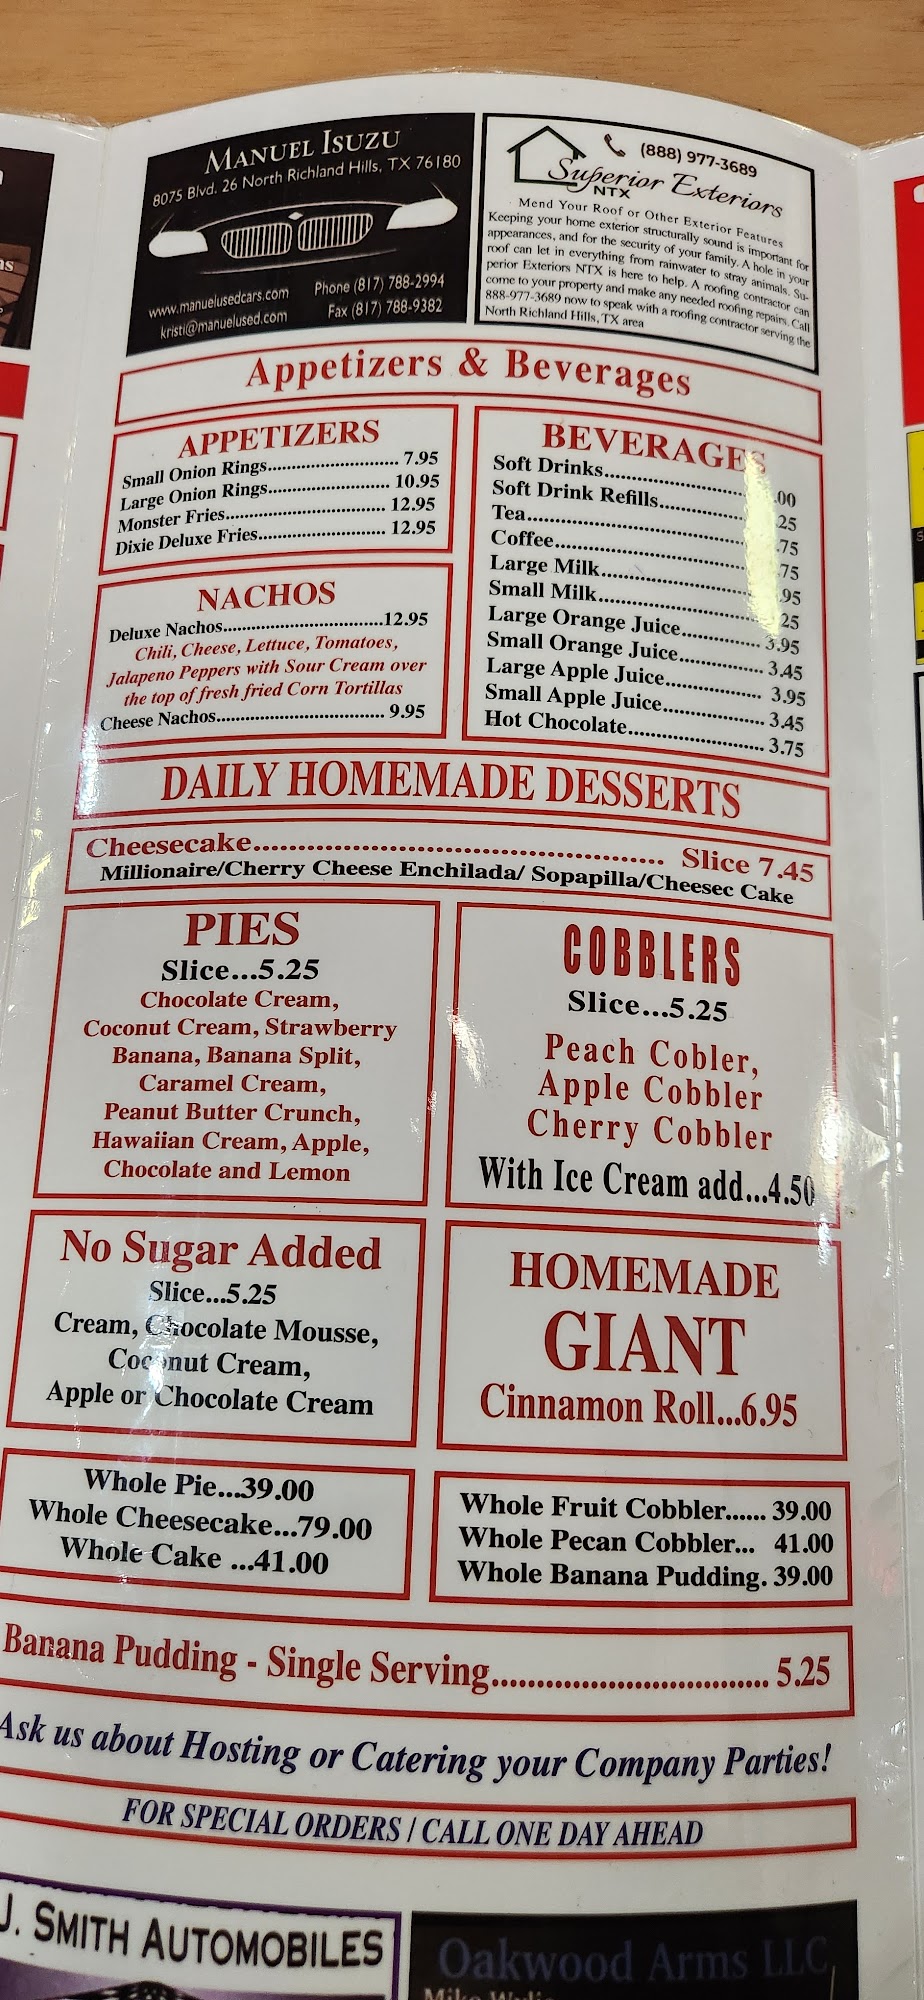 MANUEL ISUZU
8075 Blvd. 26 North Richland Hills, TX 76180
www.manuelusedcars.com
Phone (817) 788-2994
kristi@manuelused.com
Fax (817) 788-9382
(888) 977-3689
Superior Exteriors
NTX
Mend Your Roof or Other Exterior Features
Keeping your home exterior structurally sound is important for
appearances, and for the security of your family. A hole in your
roof can let in everything from rainwater to stray animals. Su-
perior Exteriors NTX is here to help. A roofing contractor can
come to your property and make any needed roofing repairs. Call
888-977-3689 now to speak with a roofing contractor serving the
North Richland Hills, TX area
Appetizers & Beverages
APPETIZERS
Small Onion Rings............................ 7.95
Large Onion Rings.......................... 10.95
Monster Fries.................................. 12.95
Dixie Deluxe Fries........................... 12.95
NACHOS
Deluxe Nachos..................................12.95
Chili, Cheese, Lettuce, Tomatoes,
Jalapeno Peppers with Sour Cream over
the top of fresh fried Corn Tortillas
Cheese Nachos................................... 9.95
BEVERAGES
Soft Drinks.............................. .00
Soft Drink Refills................... 25
Tea............................................ .75
Coffee....................................... .75
Large Milk............................... .95
Small Milk............................... 25
Large Orange Juice................ 3.95
Small Orange Juice................. 3.45
Large Apple Juice.................... 3.95
Small Apple Juice..................... 3.45
Hot Chocolate............................ 3.75
DAILY HOMEMADE DESSERTS
Cheesecake............................................. Slice 7.45
Millionaire/Cherry Cheese Enchilada/ Sopapilla/Cheesec Cake
PIES
Slice...5.25
Chocolate Cream,
Coconut Cream, Strawberry
Banana, Banana Split,
Caramel Cream,
Peanut Butter Crunch,
Hawaiian Cream, Apple,
Chocolate and Lemon
COBBLERS
Slice...5.25
Peach Cobler,
Apple Cobbler
Cherry Cobbler
With Ice Cream add...4.50
No Sugar Added
Slice...5.25
Cream, Chocolate Mousse,
Coconut Cream,
Apple or Chocolate Cream
HOMEMADE
GIANT
Cinnamon Roll...6.95
Whole Pie...39.00
Whole Cheesecake...79.00
Whole Cake ...41.00
Whole Fruit Cobbler...... 39.00
Whole Pecan Cobbler... 41.00
Whole Banana Pudding. 39.00
Banana Pudding - Single Serving............................... 5.25
Ask us about Hosting or Catering your Company Parties!
FOR SPECIAL ORDERS / CALL ONE DAY AHEAD
J. SMITH AUTOMOBILES
Oakwood Arms LLC